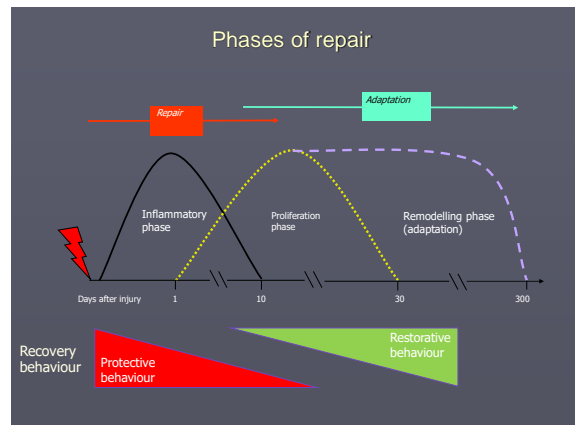 Phases of repair
Repair
Adaptation
Inflammatory
phase
Proliferation
phase
Remodelling phase
(adaptation)
Days after injury
1
10
30
300
Recovery
behaviour
Protective
behaviour
Restorative
behaviour